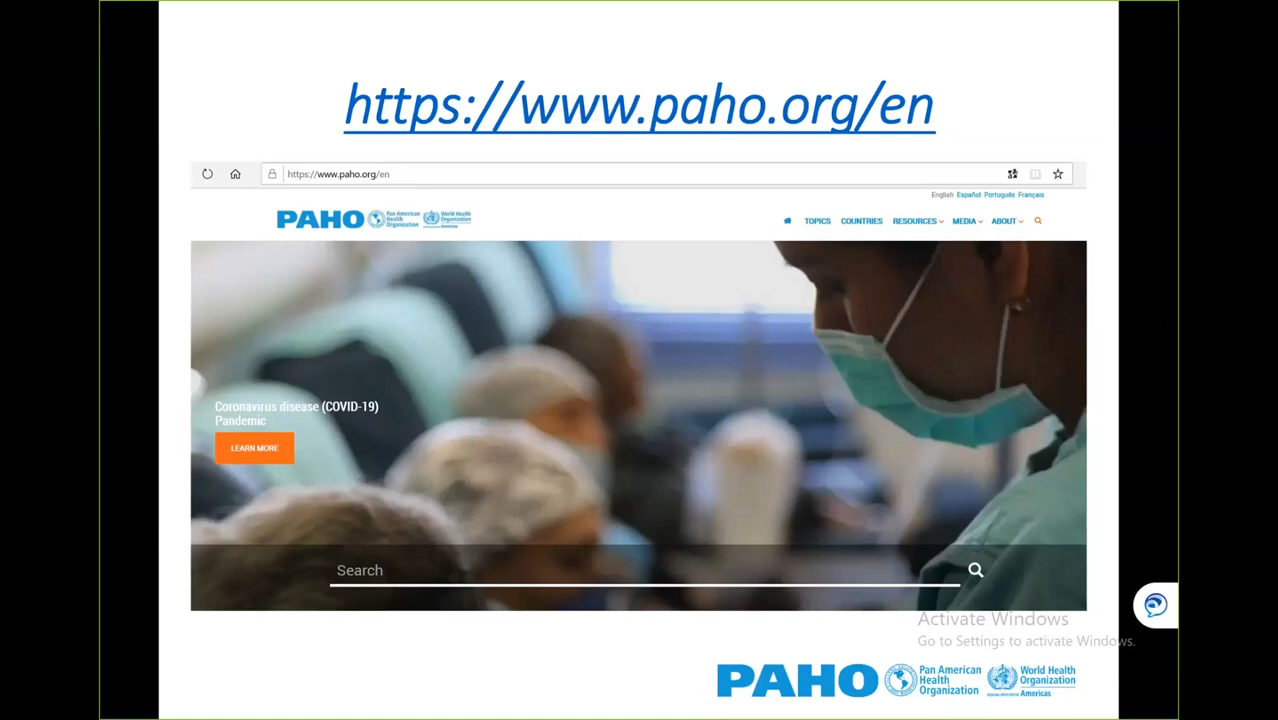 https://www.paho.org/en
https://www.paho.org/en
English Español Português Français
PAHO Pan American Health Organization World Health Organization Americas
TOPICS COUNTRIES RESOURCES MEDIA ABOUT
Coronavirus disease (COVID-19)
Pandemic
LEARN MORE
Search
Activate Windows
Go to Settings to activate Windows.
PAHO
Pan American
Health
Organization
World Health
Organization
Americas